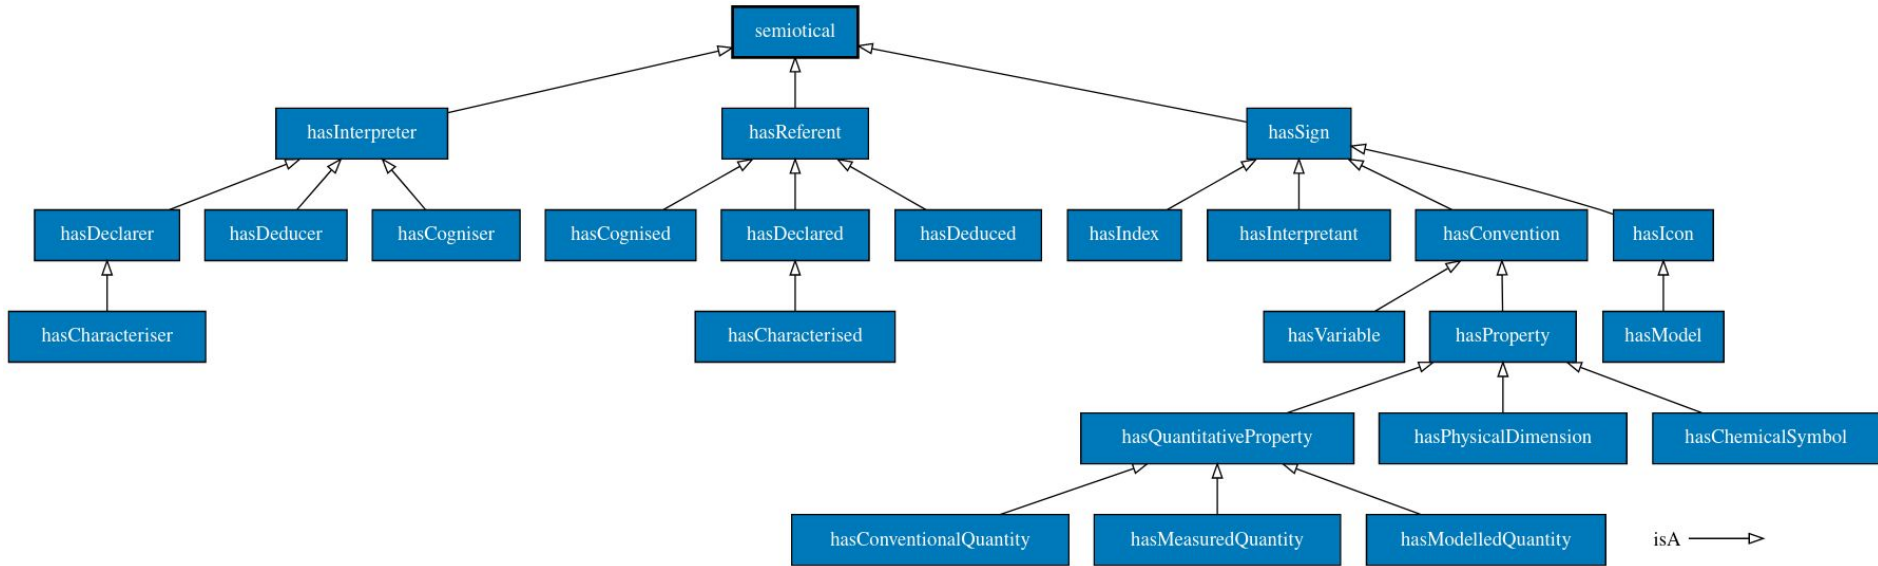 semiotical
hasInterpreter
hasReferent
hasSign
hasDeclarer
hasDeducer
hasCogniser
hasCognised
hasDeclared
hasDeduced
hasIndex
hasInterpretant
hasConvention
hasIcon
hasCharacteriser
hasCharacterised
hasVariable
hasProperty
hasModel
hasQuantitativeProperty
hasPhysicalDimension
hasChemicalSymbol
hasConventionalQuantity
hasMeasuredQuantity
hasModelledQuantity
isA